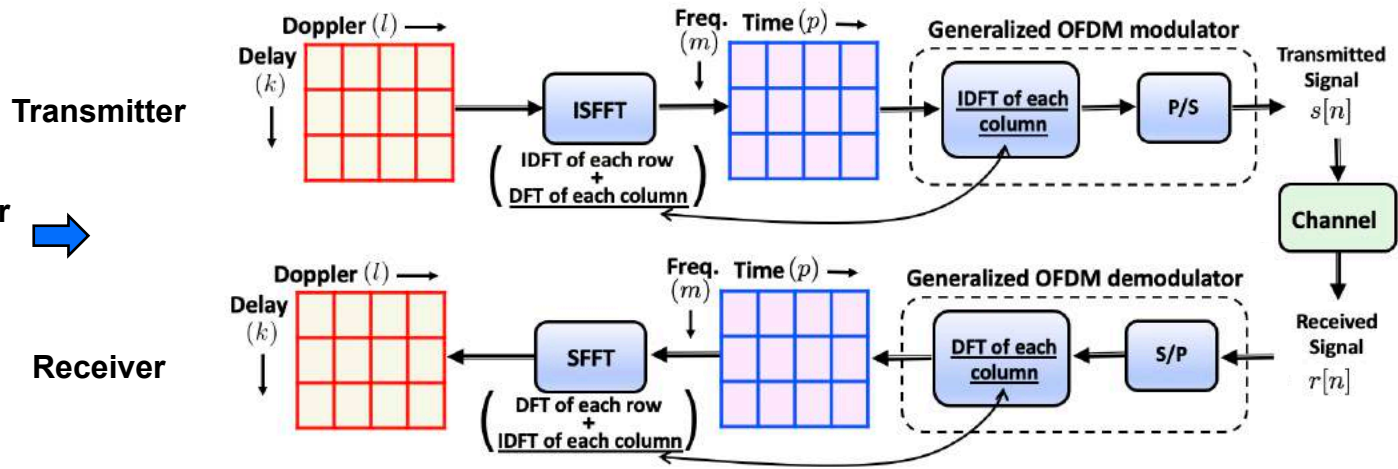 Transmitter
Doppler (l)
Delay
(k)
ISFFT
IDFT of each row
+
DFT of each column
Freq.
(m)
Time (p)
Generalized OFDM modulator
IDFT of each
column
P/S
Transmitted
Signal
s[n]
Channel
r
Receiver
Doppler (l)
Delay
(k)
SFFT
DFT of each row
+
IDFT of each column
Freq.
(m)
Time (p)
Generalized OFDM demodulator
DFT of each
column
S/P
Received
Signal
r[n]